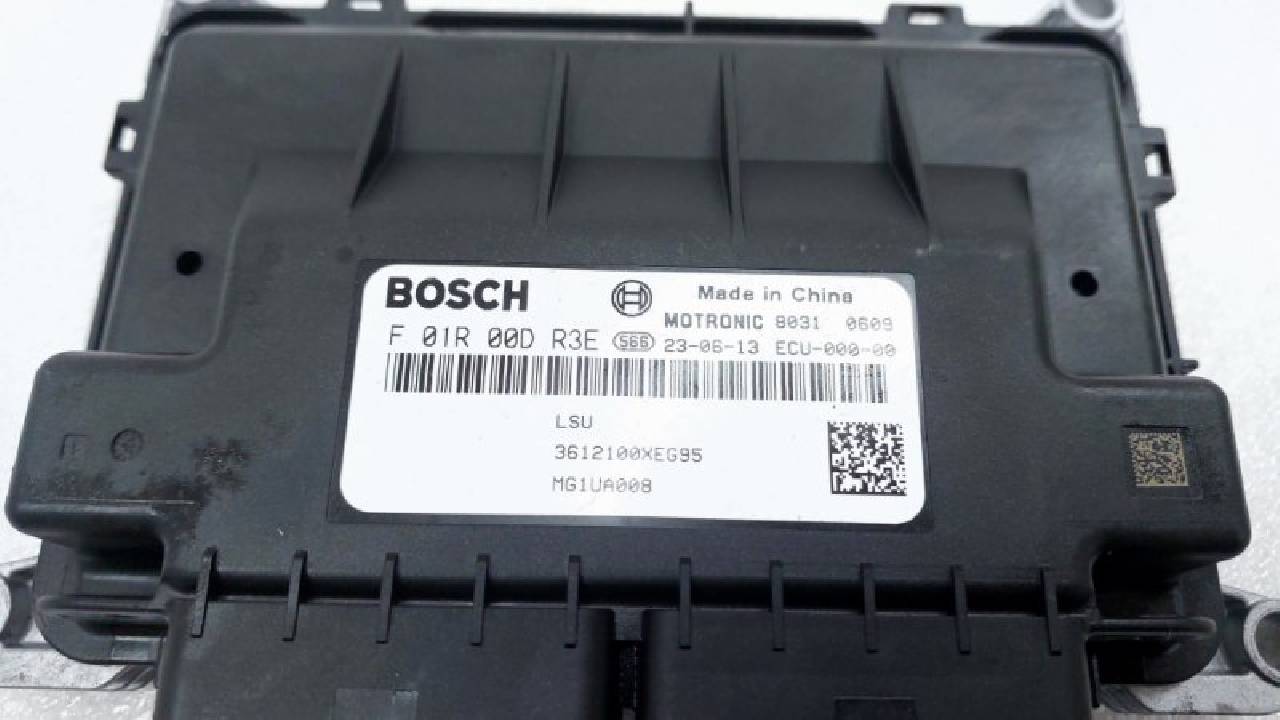 BOSCH
Made in China
MOTRONIC 8031 0609
F 01R 00D R3E 566 23-06-13 ECU-000-00
LSU
3612100XEG95
MG1UA008